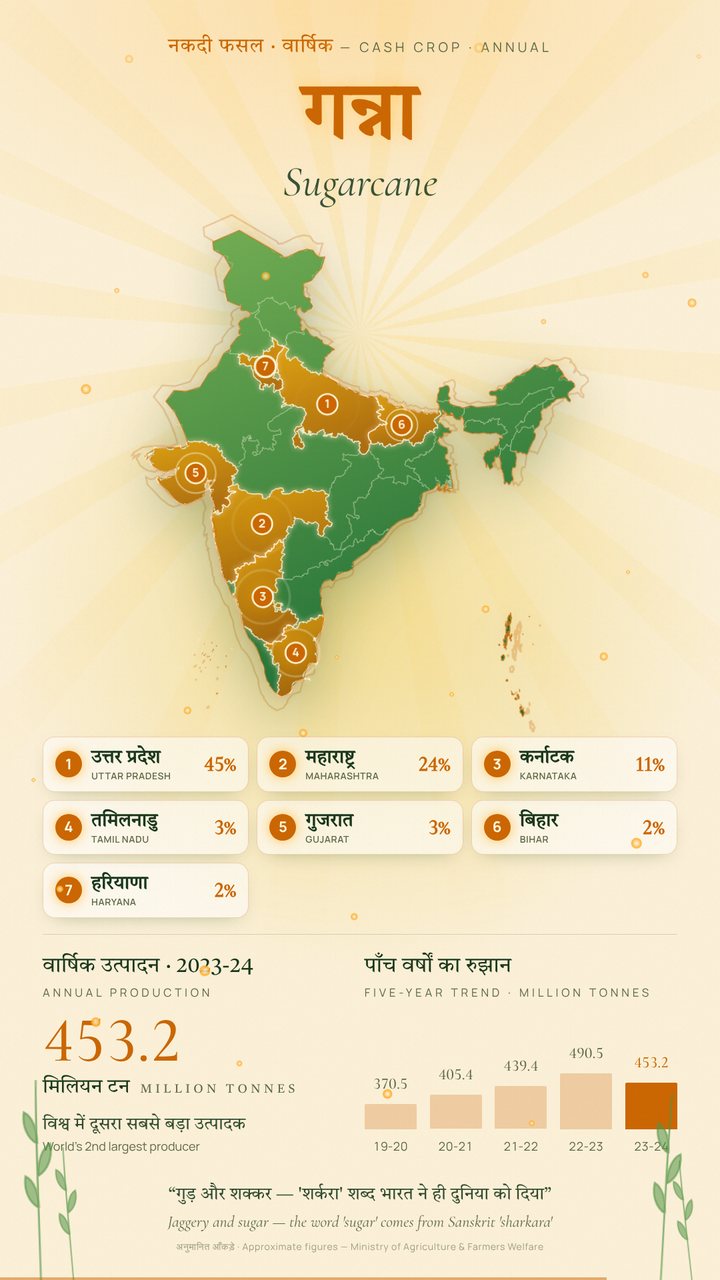 नकदी फसल · वार्षिक — CASH CROP · ANNUAL
गन्ना
Sugarcane
7
1
6
5
2
3
4
1 उत्तर प्रदेश 45%
UTTAR PRADESH
2 महाराष्ट्र 24%
MAHARASHTRA
3 कर्नाटक 11%
KARNATAKA
4 तमिलनाडु 3%
TAMIL NADU
5 गुजरात 3%
GUJARAT
6 बिहार 2%
BIHAR
7 हरियाणा 2%
HARYANA
वार्षिक उत्पादन · 2023-24
ANNUAL PRODUCTION
453.2
मिलियन टन MILLION TONNES
विश्व में दूसरा सबसे बड़ा उत्पादक
World's 2nd largest producer
पाँच वर्षों का रुझान
FIVE-YEAR TREND · MILLION TONNES
370.5 405.4 439.4 490.5 453.2
19-20 20-21 21-22 22-23 23-24
“गुड़ और शक्कर — 'शर्करा' शब्द भारत ने ही दुनिया को दिया”
Jaggery and sugar — the word 'sugar' comes from Sanskrit 'sharkara'
अनुमानित आँकड़े · Approximate figures — Ministry of Agriculture & Farmers Welfare